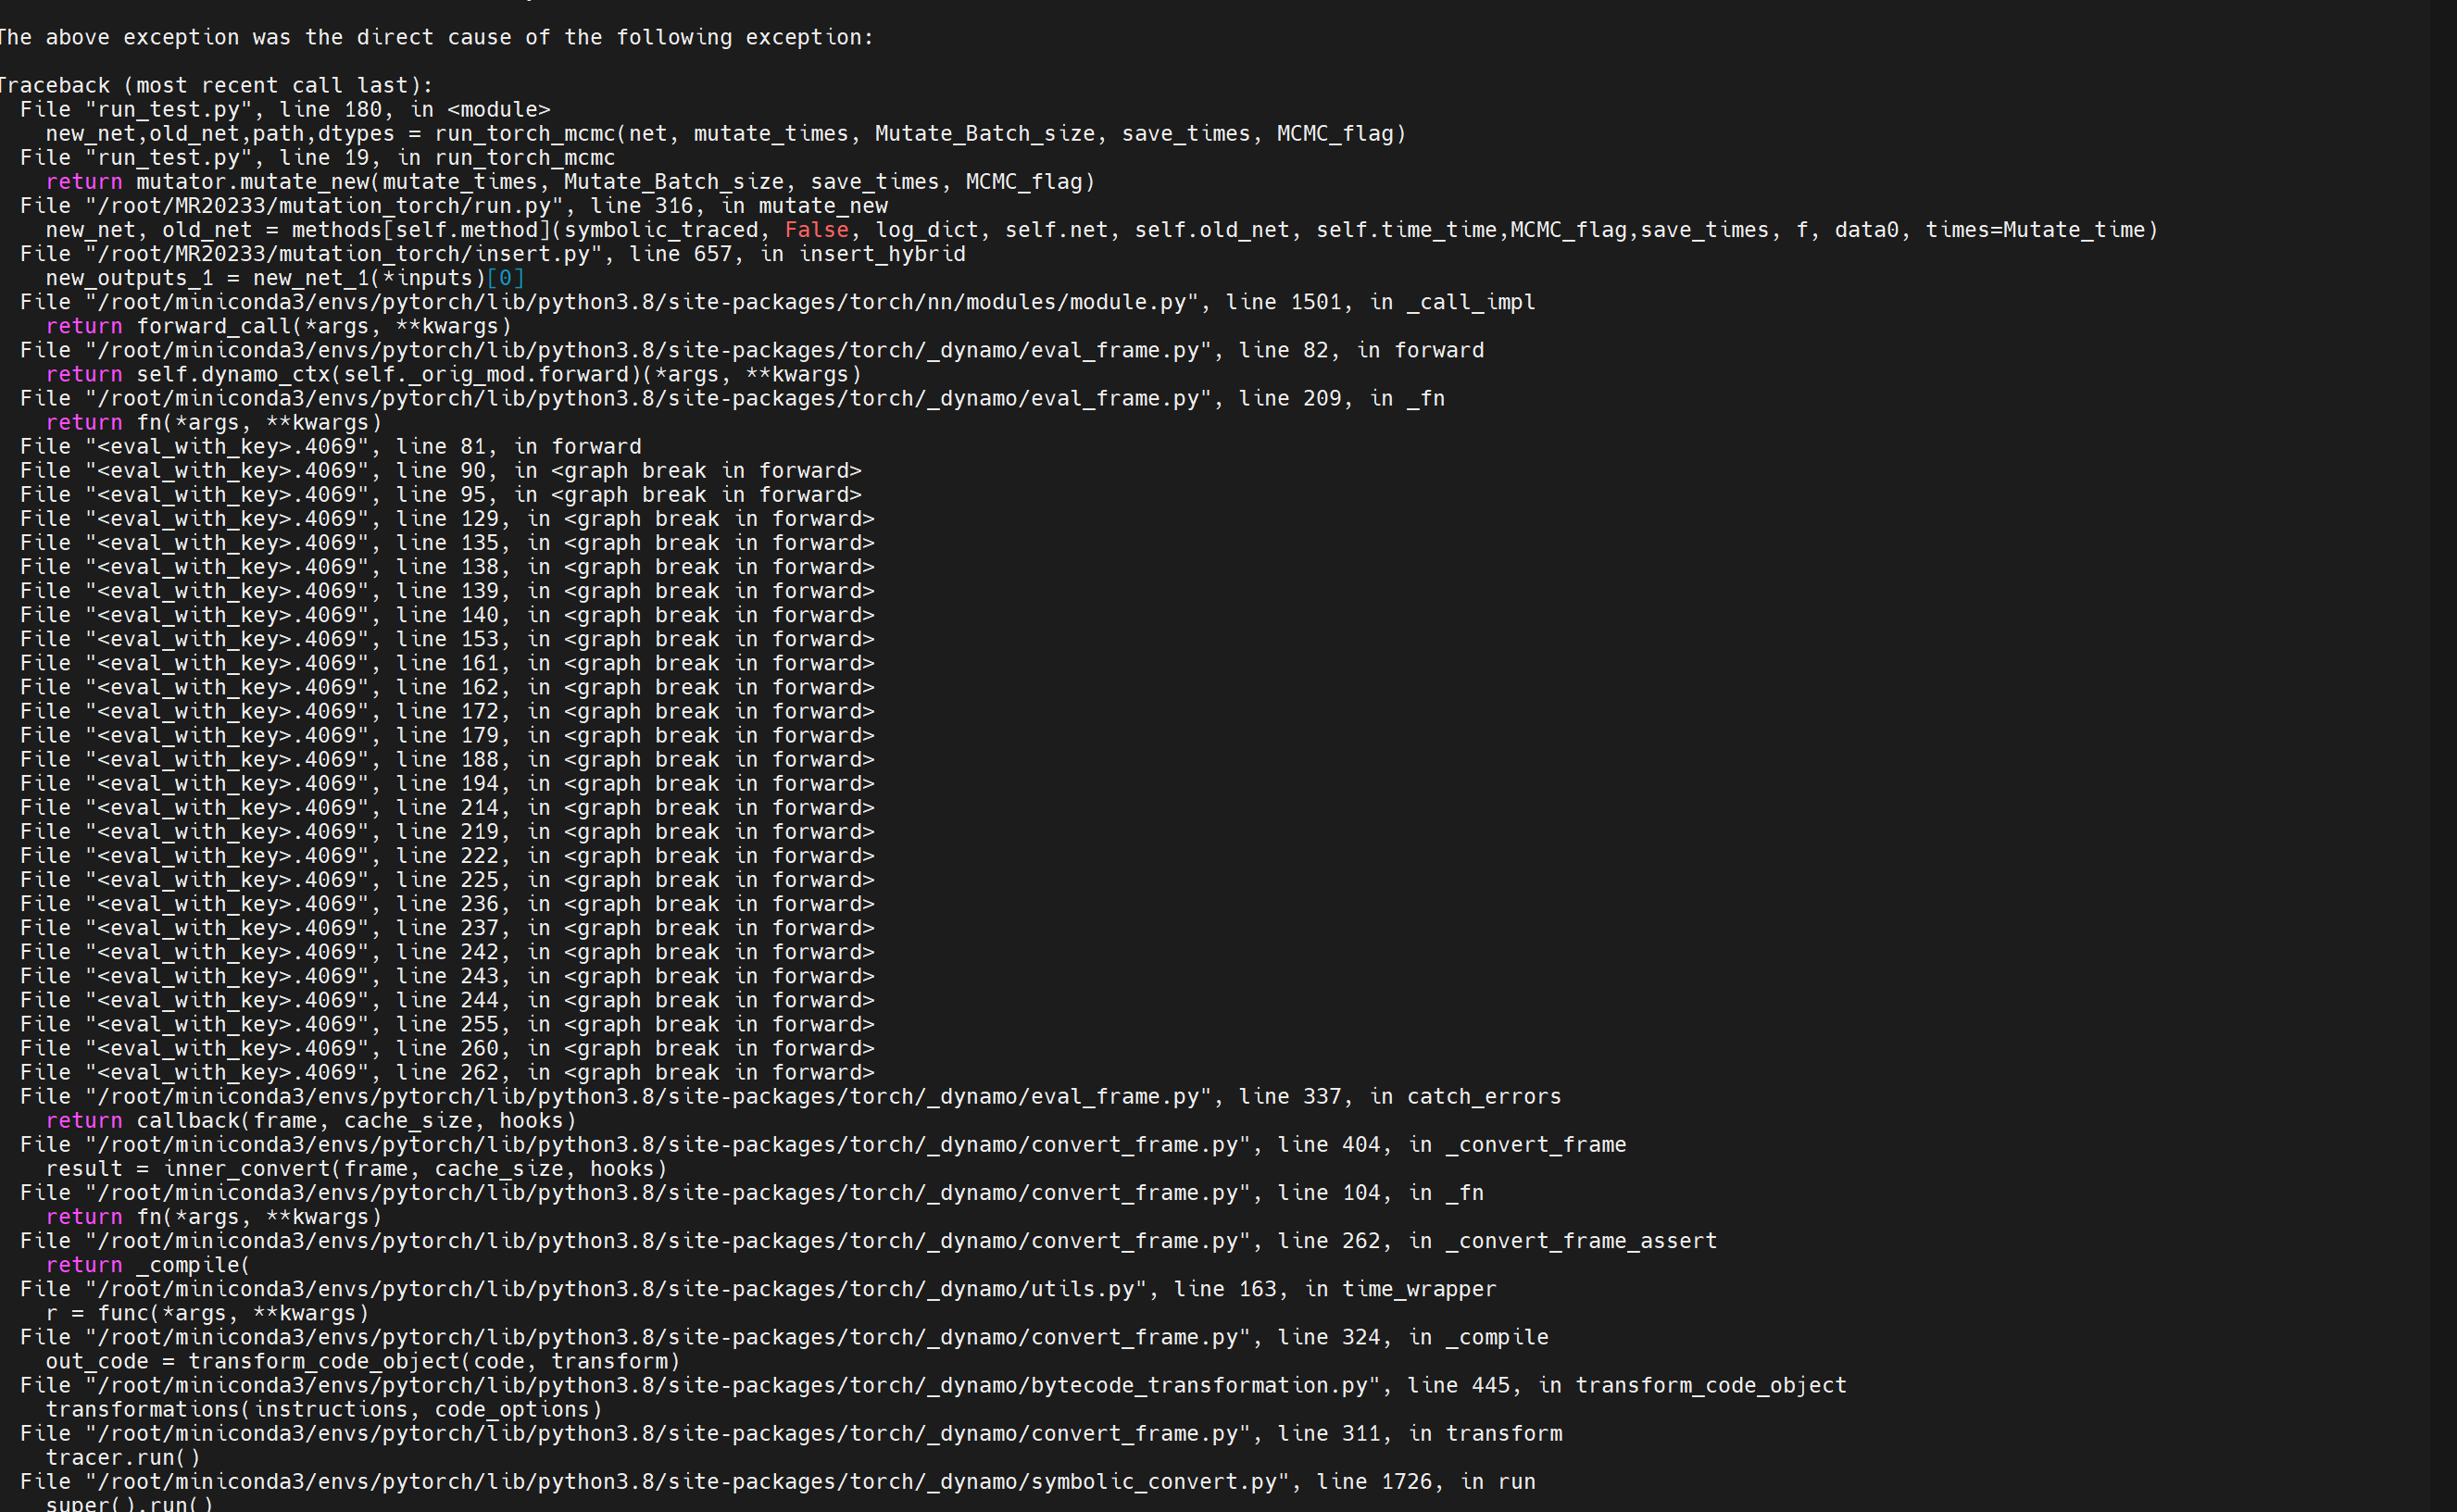 The above exception was the direct cause of the following exception:
Traceback (most recent call last):
File "run_test.py", line 180, in <module>
new_net,old_net,path,dtypes = run_torch_mcmc(net, mutate_times, Mutate_Batch_size, save_times, MCMC_flag)
File "run_test.py", line 19, in run_torch_mcmc
return mutator.mutate_new(mutate_times, Mutate_Batch_size, save_times, MCMC_flag)
File "/root/MR20233/mutation_torch/run.py", line 316, in mutate_new
new_net, old_net = methods[self.method](symbolic_traced, False, log_dict, self.net, self.old_net, self.time_time,MCMC_flag,save_times, f, data0, times=Mutate_time)
File "/root/MR20233/mutation_torch/insert.py", line 657, in insert_hybrid
new_outputs_1 = new_net_1(*inputs)[0]
File "/root/miniconda3/envs/pytorch/lib/python3.8/site-packages/torch/nn/modules/module.py", line 1501, in _call_impl
return forward_call(*args, **kwargs)
File "/root/miniconda3/envs/pytorch/lib/python3.8/site-packages/torch/_dynamo/eval_frame.py", line 82, in forward
return self.dynamo_ctx(self._orig_mod.forward)(*args, **kwargs)
File "/root/miniconda3/envs/pytorch/lib/python3.8/site-packages/torch/_dynamo/eval_frame.py", line 209, in _fn
return fn(*args, **kwargs)
File "<eval_with_key>.4069", line 81, in forward
File "<eval_with_key>.4069", line 90, in <graph break in forward>
File "<eval_with_key>.4069", line 95, in <graph break in forward>
File "<eval_with_key>.4069", line 129, in <graph break in forward>
File "<eval_with_key>.4069", line 135, in <graph break in forward>
File "<eval_with_key>.4069", line 138, in <graph break in forward>
File "<eval_with_key>.4069", line 139, in <graph break in forward>
File "<eval_with_key>.4069", line 140, in <graph break in forward>
File "<eval_with_key>.4069", line 153, in <graph break in forward>
File "<eval_with_key>.4069", line 161, in <graph break in forward>
File "<eval_with_key>.4069", line 162, in <graph break in forward>
File "<eval_with_key>.4069", line 172, in <graph break in forward>
File "<eval_with_key>.4069", line 179, in <graph break in forward>
File "<eval_with_key>.4069", line 188, in <graph break in forward>
File "<eval_with_key>.4069", line 194, in <graph break in forward>
File "<eval_with_key>.4069", line 214, in <graph break in forward>
File "<eval_with_key>.4069", line 219, in <graph break in forward>
File "<eval_with_key>.4069", line 222, in <graph break in forward>
File "<eval_with_key>.4069", line 225, in <graph break in forward>
File "<eval_with_key>.4069", line 236, in <graph break in forward>
File "<eval_with_key>.4069", line 237, in <graph break in forward>
File "<eval_with_key>.4069", line 242, in <graph break in forward>
File "<eval_with_key>.4069", line 243, in <graph break in forward>
File "<eval_with_key>.4069", line 244, in <graph break in forward>
File "<eval_with_key>.4069", line 255, in <graph break in forward>
File "<eval_with_key>.4069", line 260, in <graph break in forward>
File "<eval_with_key>.4069", line 262, in <graph break in forward>
File "/root/miniconda3/envs/pytorch/lib/python3.8/site-packages/torch/_dynamo/eval_frame.py", line 337, in catch_errors
return callback(frame, cache_size, hooks)
File "/root/miniconda3/envs/pytorch/lib/python3.8/site-packages/torch/_dynamo/convert_frame.py", line 404, in _convert_frame
result = inner_convert(frame, cache_size, hooks)
File "/root/miniconda3/envs/pytorch/lib/python3.8/site-packages/torch/_dynamo/convert_frame.py", line 104, in _fn
return fn(*args, **kwargs)
File "/root/miniconda3/envs/pytorch/lib/python3.8/site-packages/torch/_dynamo/convert_frame.py", line 262, in _convert_frame_assert
return _compile(
File "/root/miniconda3/envs/pytorch/lib/python3.8/site-packages/torch/_dynamo/utils.py", line 163, in time_wrapper
r = func(*args, **kwargs)
File "/root/miniconda3/envs/pytorch/lib/python3.8/site-packages/torch/_dynamo/convert_frame.py", line 324, in _compile
out_code = transform_code_object(code, transform)
File "/root/miniconda3/envs/pytorch/lib/python3.8/site-packages/torch/_dynamo/bytecode_transformation.py", line 445, in transform_code_object
transformations(instructions, code_options)
File "/root/miniconda3/envs/pytorch/lib/python3.8/site-packages/torch/_dynamo/convert_frame.py", line 311, in transform
tracer.run()
File "/root/miniconda3/envs/pytorch/lib/python3.8/site-packages/torch/_dynamo/symbolic_convert.py", line 1726, in run
super().run()